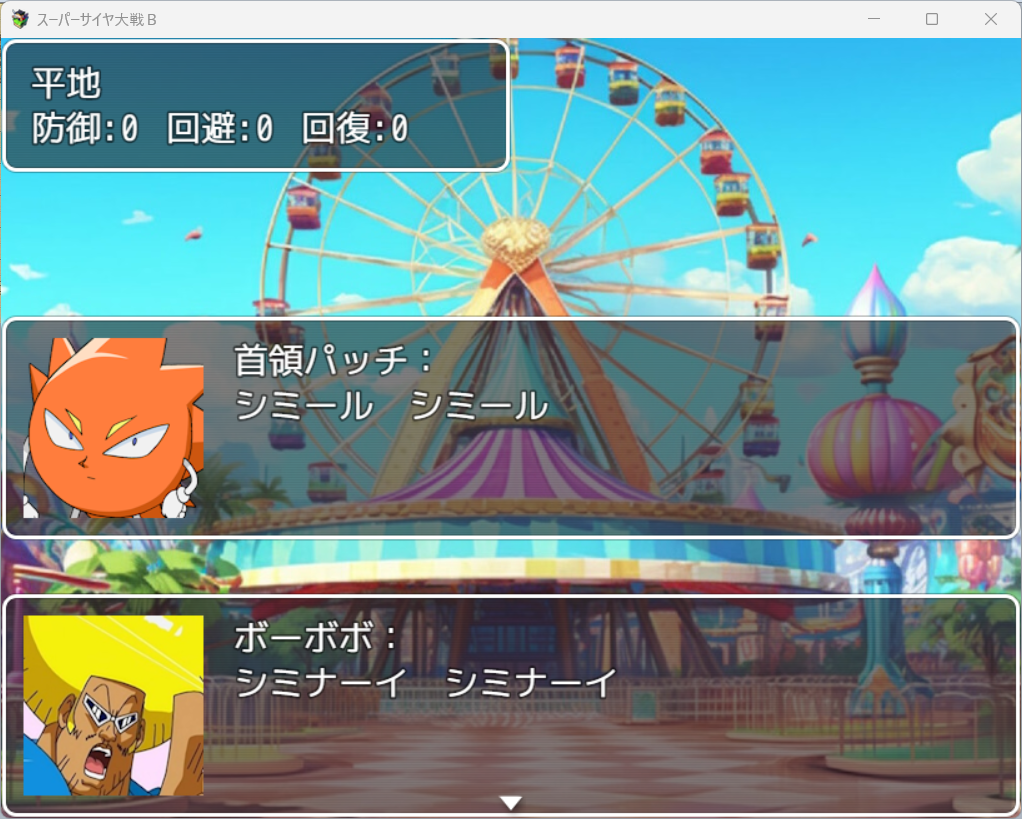 スーパーサイヤ大戦B
平地
防御:0 回避:0 回復:0
首領パッチ：
シミール　シミール
ボーボボ：
シミナーイ　シミナーイ